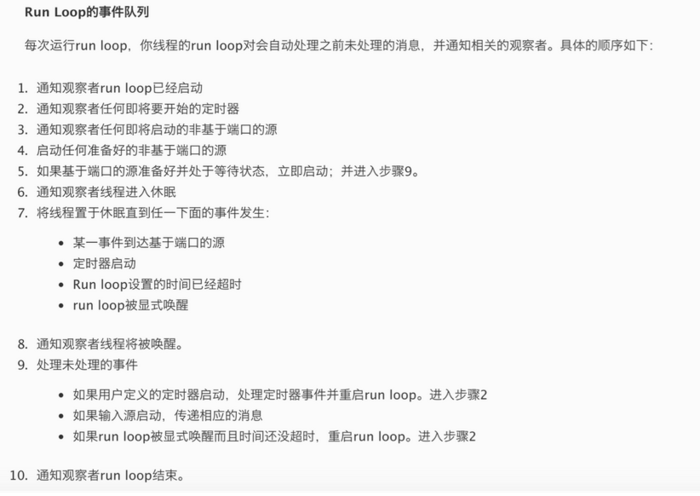 Run Loop的事件队列
每次运行run loop，你线程的run loop对会自动处理之前未处理的消息，并通知相关的观察者。具体的顺序如下：
1. 通知观察者run loop已经启动
2. 通知观察者任何即将要开始的定时器
3. 通知观察者任何即将启动的非基于端口的源
4. 启动任何准备好的非基于端口的源
5. 如果基于端口的源准备好并处于等待状态，立即启动；并进入步骤9。
6. 通知观察者线程进入休眠
7. 将线程置于休眠直到任一下面的事件发生：
• 某一事件到达基于端口的源
• 定时器启动
• Run loop设置的时间已经超时
• run loop被显式唤醒
8. 通知观察者线程将被唤醒。
9. 处理未处理的事件
• 如果用户定义的定时器启动，处理定时器事件并重启run loop。进入步骤2
• 如果输入源启动，传递相应的消息
• 如果run loop被显式唤醒而且时间还没超时，重启run loop。进入步骤2
10. 通知观察者run loop结束。